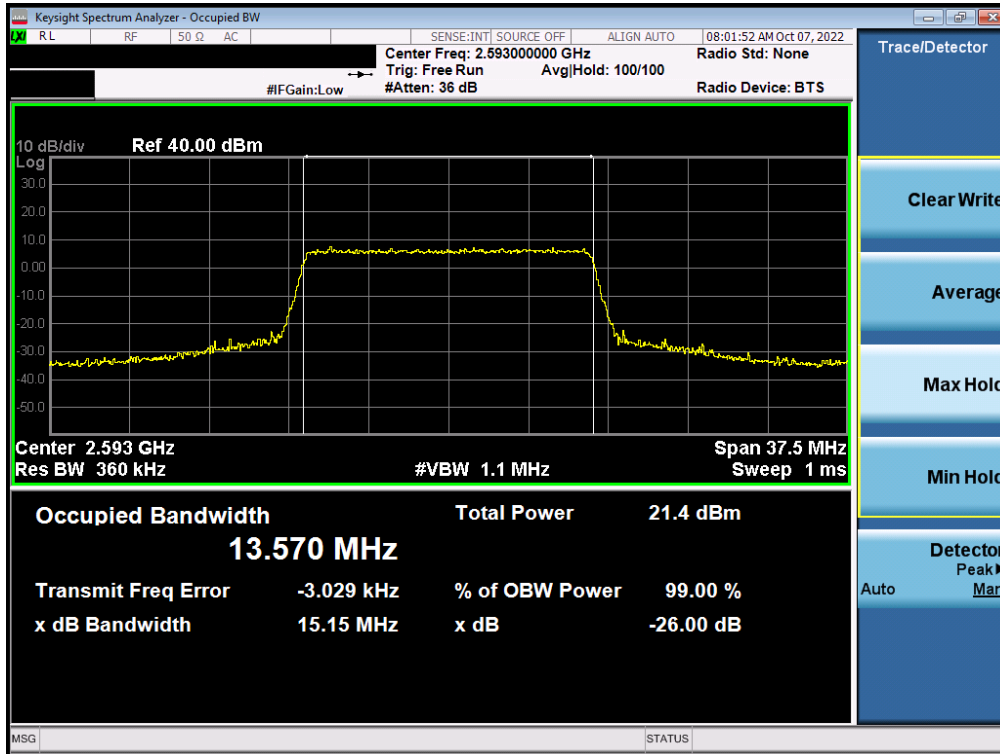 Keysight Spectrum Analyzer - Occupied BW
LXI RL RF 50 Ω AC SENSE:INT SOURCE OFF ALIGN AUTO 08:01:52 AM Oct 07, 2022
Center Freq: 2.593000000 GHz Radio Std: None
Trig: Free Run Avg|Hold: 100/100
#IFGain:Low #Atten: 36 dB Radio Device: BTS
10 dB/div Ref 40.00 dBm
Log
30.0
20.0
10.0
0.00
-10.0
-20.0
-30.0
-40.0
-50.0
Center 2.593 GHz Span 37.5 MHz
Res BW 360 kHz #VBW 1.1 MHz Sweep 1 ms
Occupied Bandwidth Total Power 21.4 dBm
13.570 MHz
Transmit Freq Error -3.029 kHz % of OBW Power 99.00 %
x dB Bandwidth 15.15 MHz x dB -26.00 dB
Trace/Detector
Clear Write
Average
Max Hold
Min Hold
Detector
Peak
Auto Man
MSG STATUS